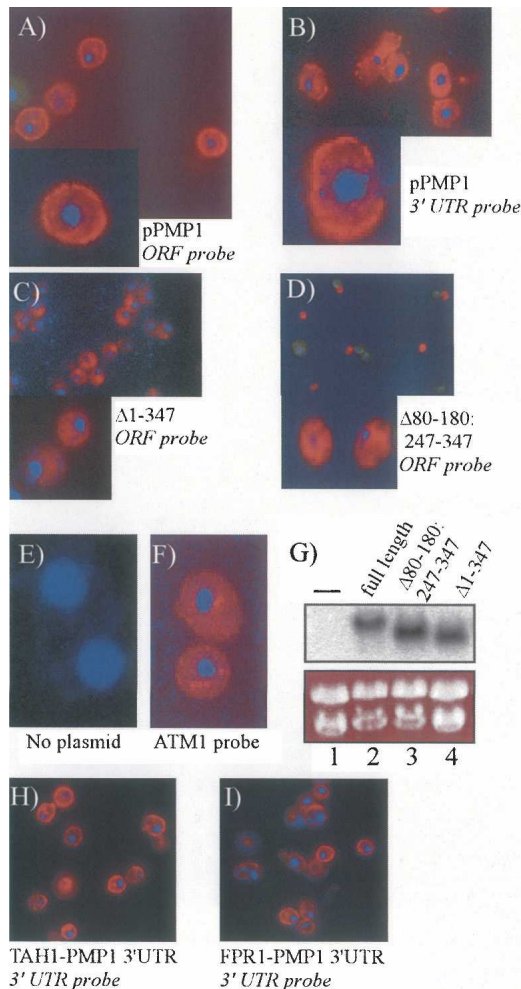 A)
B)
pPMP1
ORF probe
pPMP1
3' UTR probe
C)
D)
Δ1-347
ORF probe
Δ80-180:
247-347
ORF probe
E)
F)
G)
full length
Δ80-180:
247-347
Δ1-347
No plasmid
ATM1 probe
1 2 3 4
H)
I)
TAH1-PMP1 3'UTR
3' UTR probe
FPR1-PMP1 3'UTR
3' UTR probe